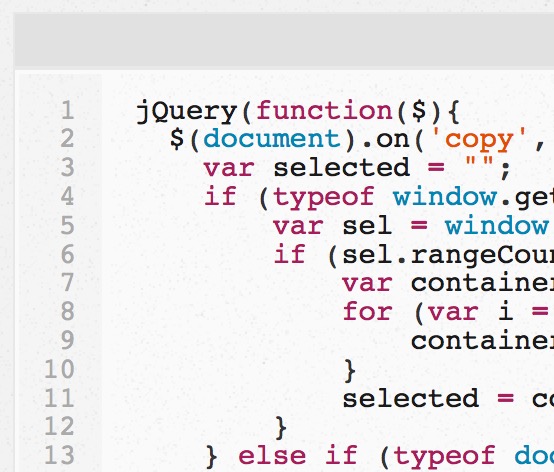 1 jQuery(function($){
2 $(document).on('copy',
3 var selected = "";
4 if (typeof window.get
5 var sel = window
6 if (sel.rangeCoun
7 var container
8 for (var i =
9 container
10 }
11 selected = co
12 }
13 } else if (typeof doc